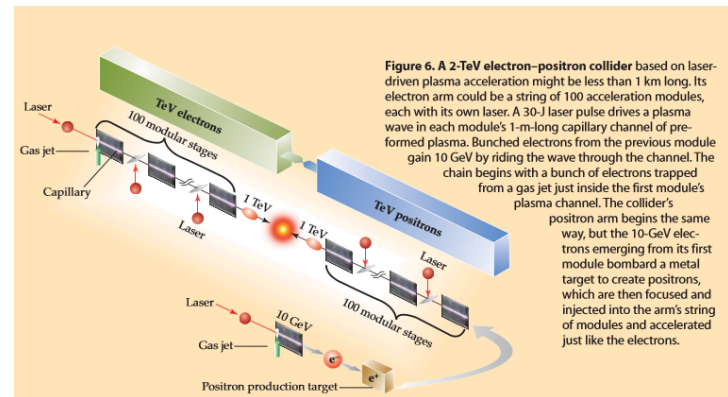 Figure 6. A 2-TeV electron–positron collider based on laser-
driven plasma acceleration might be less than 1 km long. Its
electron arm could be a string of 100 acceleration modules,
each with its own laser. A 30-J laser pulse drives a plasma
wave in each module's 1-m-long capillary channel of pre-
formed plasma. Bunched electrons from the previous module
gain 10 GeV by riding the wave through the channel. The
chain begins with a bunch of electrons trapped
from a gas jet just inside the first module's
plasma channel. The collider's
positron arm begins the same
way, but the 10-GeV elec-
trons emerging from its first
module bombard a metal
target to create positrons,
which are then focused and
injected into the arm's string
of modules and accelerated
just like the electrons.
TeV electrons
Laser
100 modular stages
Gas jet
Capillary
Laser
1 TeV
1 TeV
TeV positrons
Laser
100 modular stages
Laser
10 GeV
Gas jet
e⁻
e⁺
Positron production target